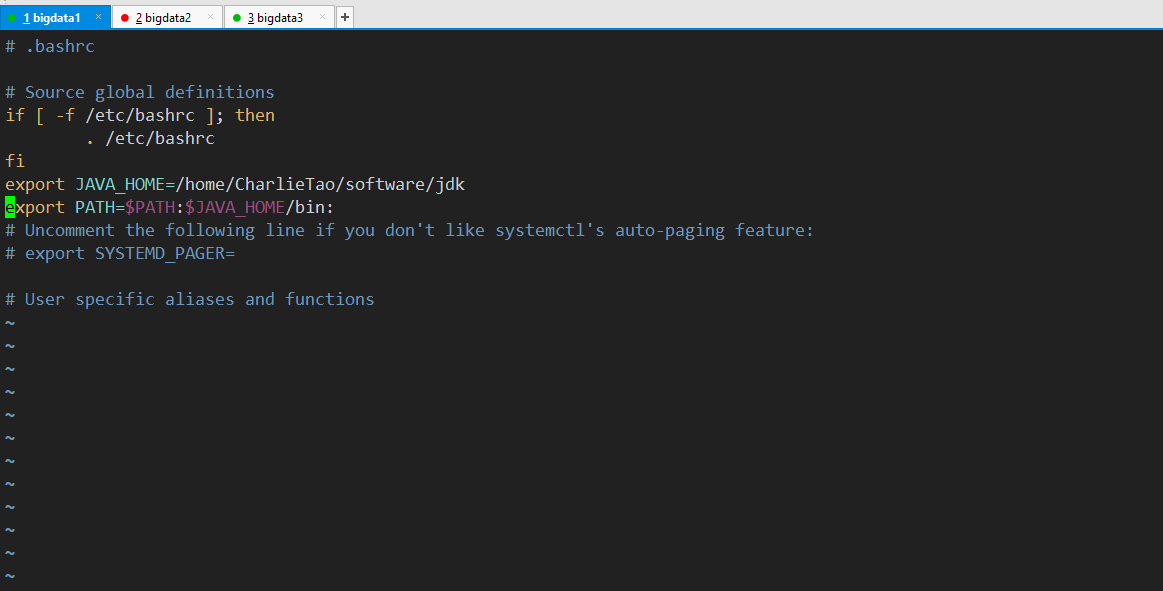 1 bigdata1 × 2 bigdata2 × 3 bigdata3 × +
# .bashrc
# Source global definitions
if [ -f /etc/bashrc ]; then
        . /etc/bashrc
fi
export JAVA_HOME=/home/CharlieTao/software/jdk
export PATH=$PATH:$JAVA_HOME/bin:
# Uncomment the following line if you don't like systemctl's auto-paging feature:
# export SYSTEMD_PAGER=
# User specific aliases and functions
~
~
~
~
~
~
~
~
~
~
~
~